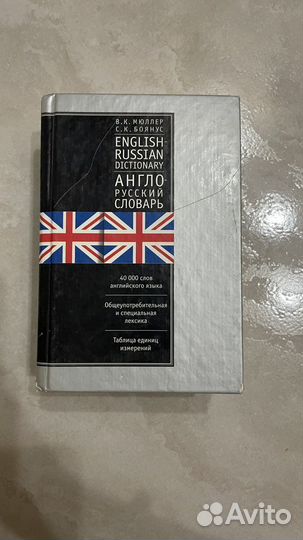 В.К. МЮЛЛЕР
С.К. БОЯНУС
ENGLISH-
RUSSIAN
DICTIONARY
АНГЛО
РУССКИЙ
СЛОВАРЬ
40 000 слов
английского языка
Общеупотребительная
и специальная
лексика
Таблица единиц
измерений
Avito